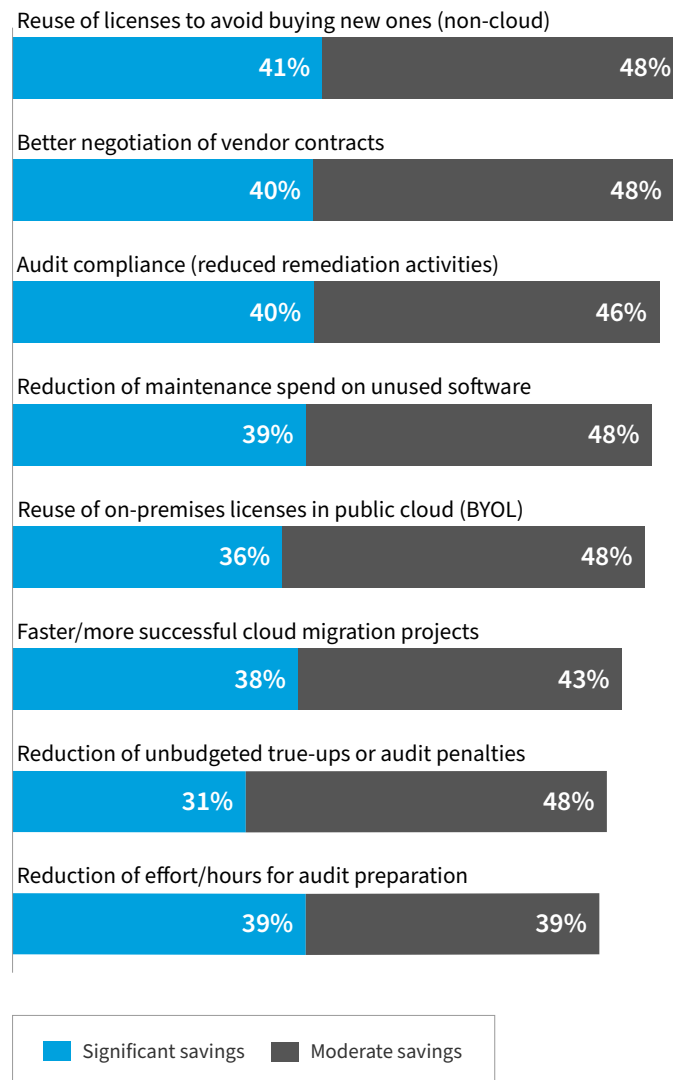 Reuse of licenses to avoid buying new ones (non-cloud)
41% 48%
Better negotiation of vendor contracts
40% 48%
Audit compliance (reduced remediation activities)
40% 46%
Reduction of maintenance spend on unused software
39% 48%
Reuse of on-premises licenses in public cloud (BYOL)
36% 48%
Faster/more successful cloud migration projects
38% 43%
Reduction of unbudgeted true-ups or audit penalties
31% 48%
Reduction of effort/hours for audit preparation
39% 39%
Significant savings Moderate savings